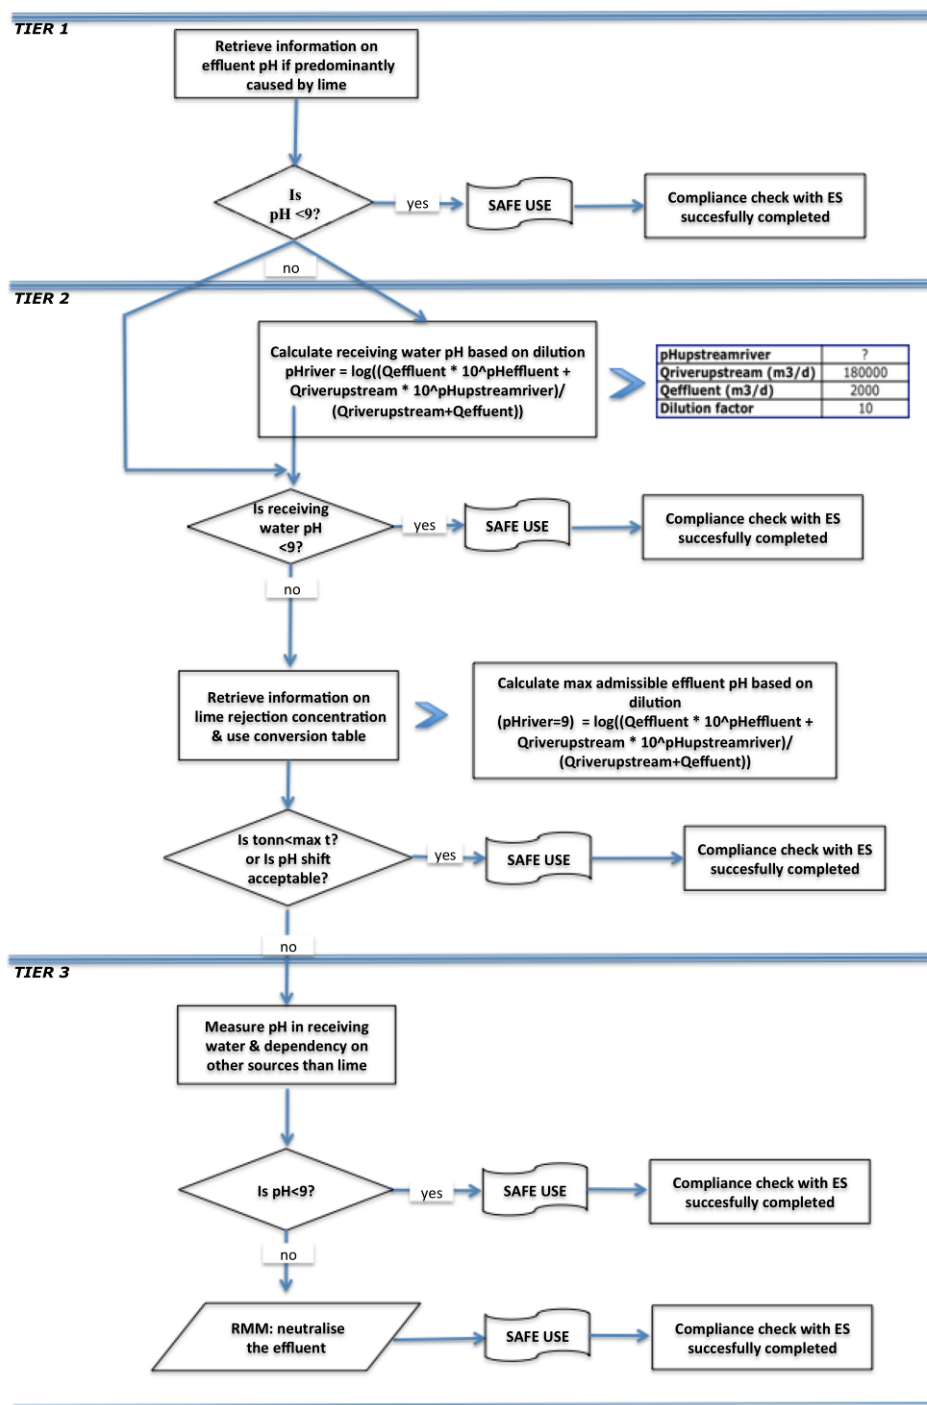 TIER 1
Retrieve information on
effluent pH if predominantly
caused by lime
Is
pH <9?
yes
SAFE USE
Compliance check with ES
succesfully completed
no
TIER 2
Calculate receiving water pH based on dilution
pHriver = log((Qeffluent * 10^pHeffluent +
Qriverupstream * 10^pHupstreamriver)/
(Qriverupstream+Qeffuent))
pHupstreamriver ?
Qriverupstream (m3/d) 180000
Qeffluent (m3/d) 2000
Dilution factor 10
Is receiving
water pH
<9?
yes
SAFE USE
Compliance check with ES
succesfully completed
no
Retrieve information on
lime rejection concentration
& use conversion table
Calculate max admissible effluent pH based on
dilution
(pHriver=9) = log((Qeffluent * 10^pHeffluent +
Qriverupstream * 10^pHupstreamriver)/
(Qriverupstream+Qeffuent))
Is tonn<max t?
or Is pH shift
acceptable?
yes
SAFE USE
Compliance check with ES
succesfully completed
no
TIER 3
Measure pH in receiving
water & dependency on
other sources than lime
Is pH<9?
yes
SAFE USE
Compliance check with ES
succesfully completed
no
RMM: neutralise
the effluent
SAFE USE
Compliance check with ES
succesfully completed